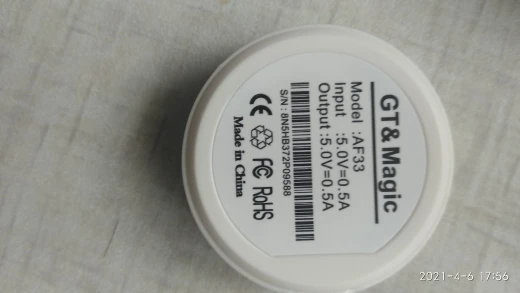 GT& Magic
Model :AF33
Input :5.0V=0.5A
Output :5.0V=0.5A
S/N: 8N5HB372P09588
CE FC RoHS
Made in China
2021-4-6 17:56